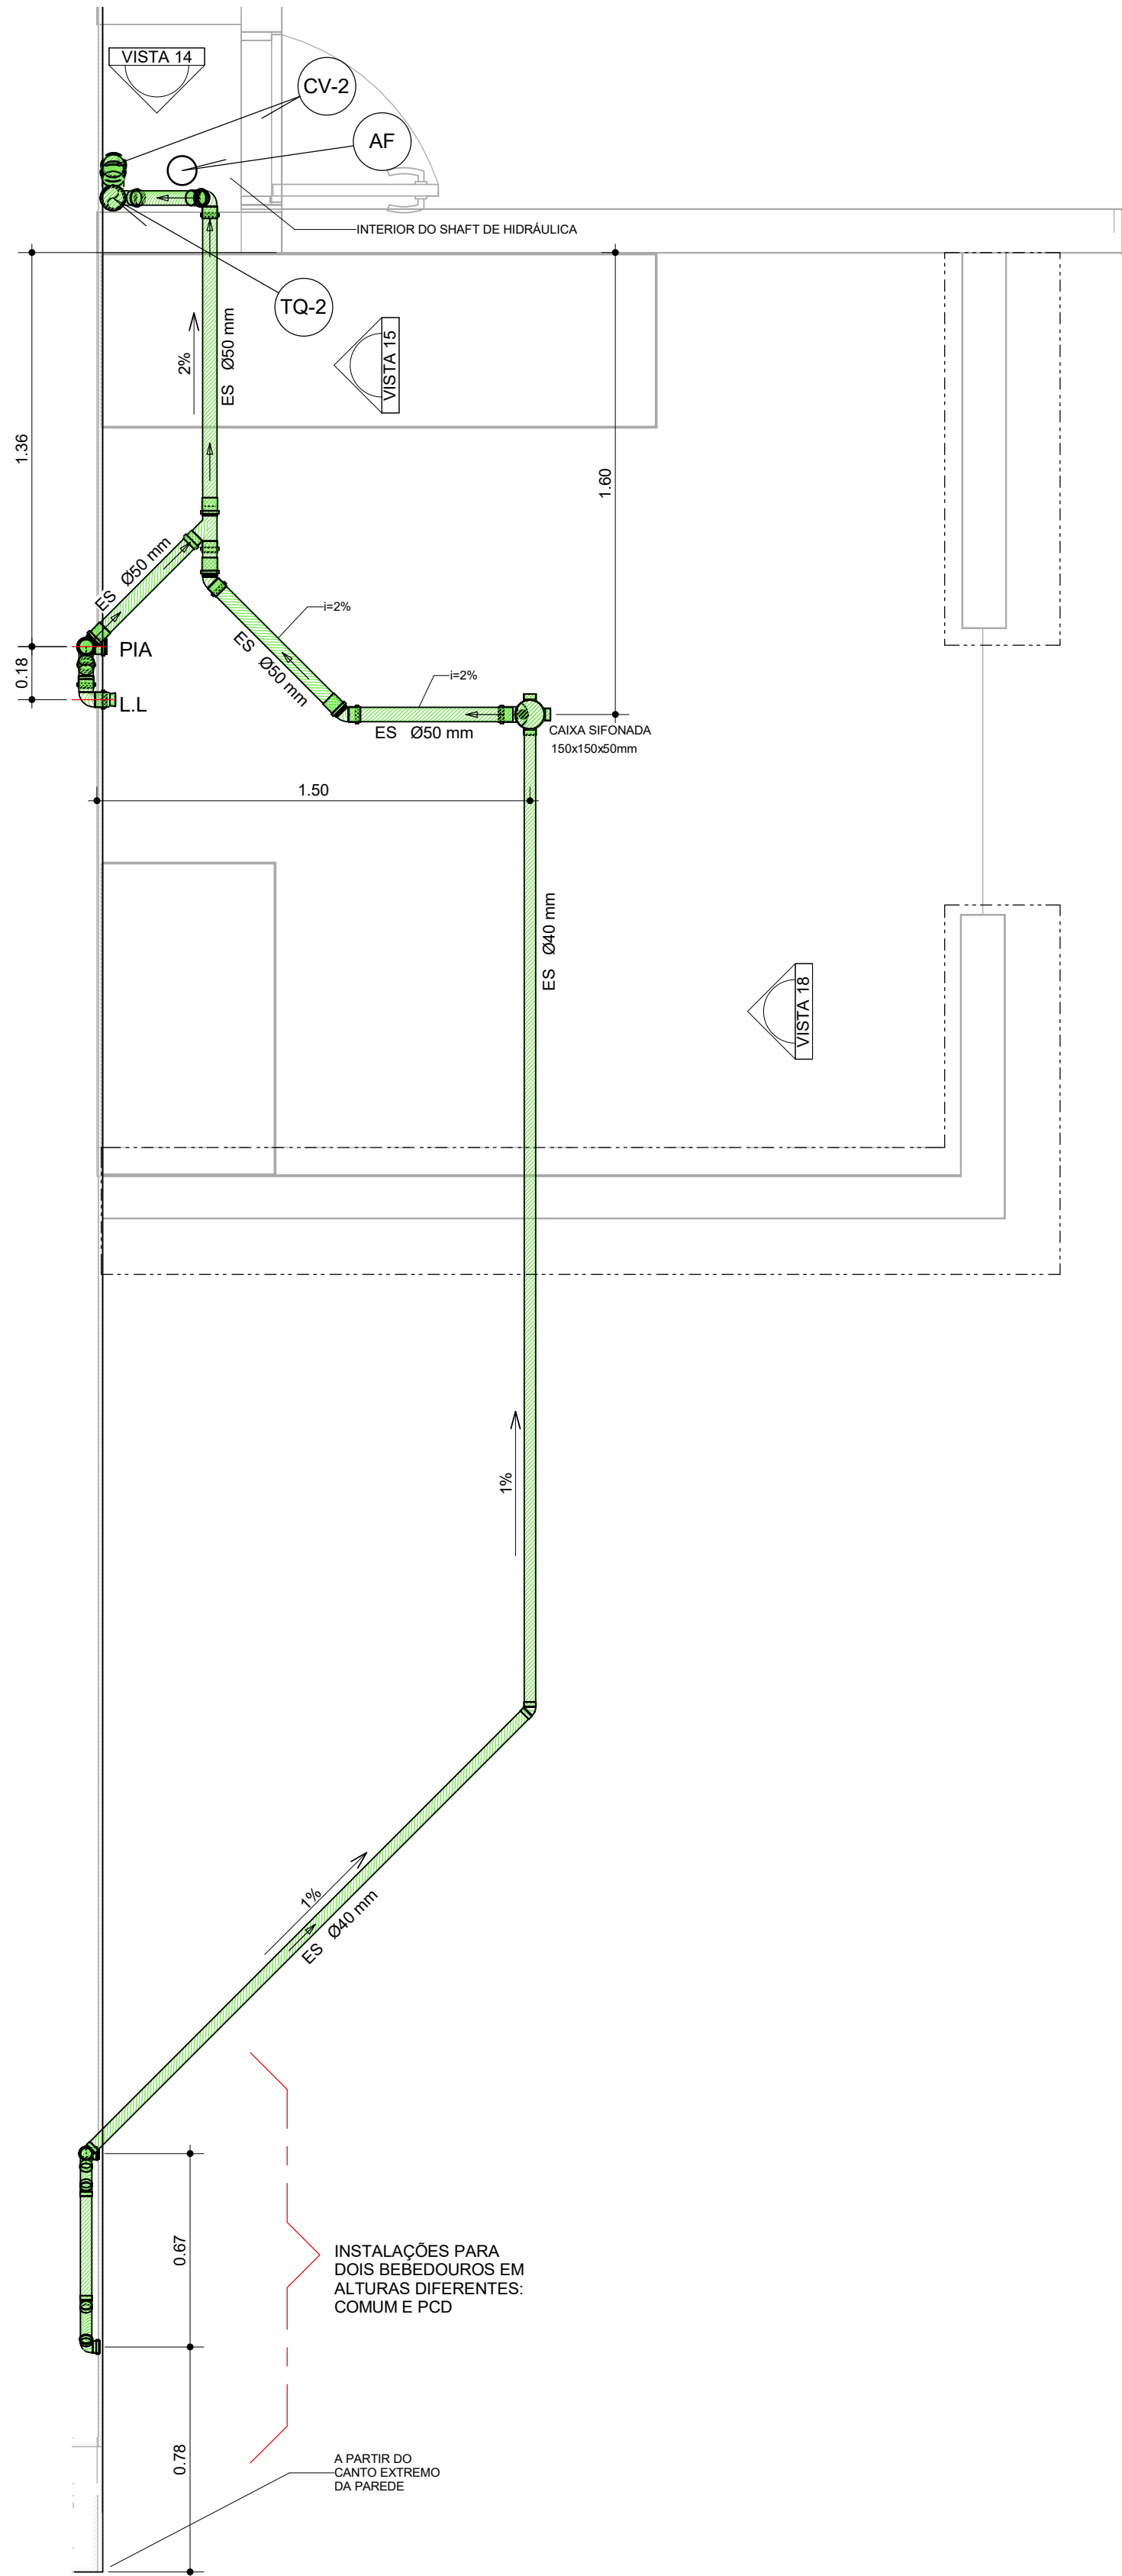 VISTA 14
CV-2
AF
INTERIOR DO SHAFT DE HIDRÁULICA
TQ-2
2%
ES Ø50 mm
VISTA 15
1.36
1.60
ES Ø50 mm
i=2%
PIA
0.18
ES Ø50 mm
i=2%
L.L
ES Ø50 mm
CAIXA SIFONADA
150x150x50mm
1.50
ES Ø40 mm
VISTA 18
1%
1%
ES Ø40 mm
0.67
INSTALAÇÕES PARA
DOIS BEBEDOUROS EM
ALTURAS DIFERENTES:
COMUM E PCD
0.78
A PARTIR DO
CANTO EXTREMO
DA PAREDE